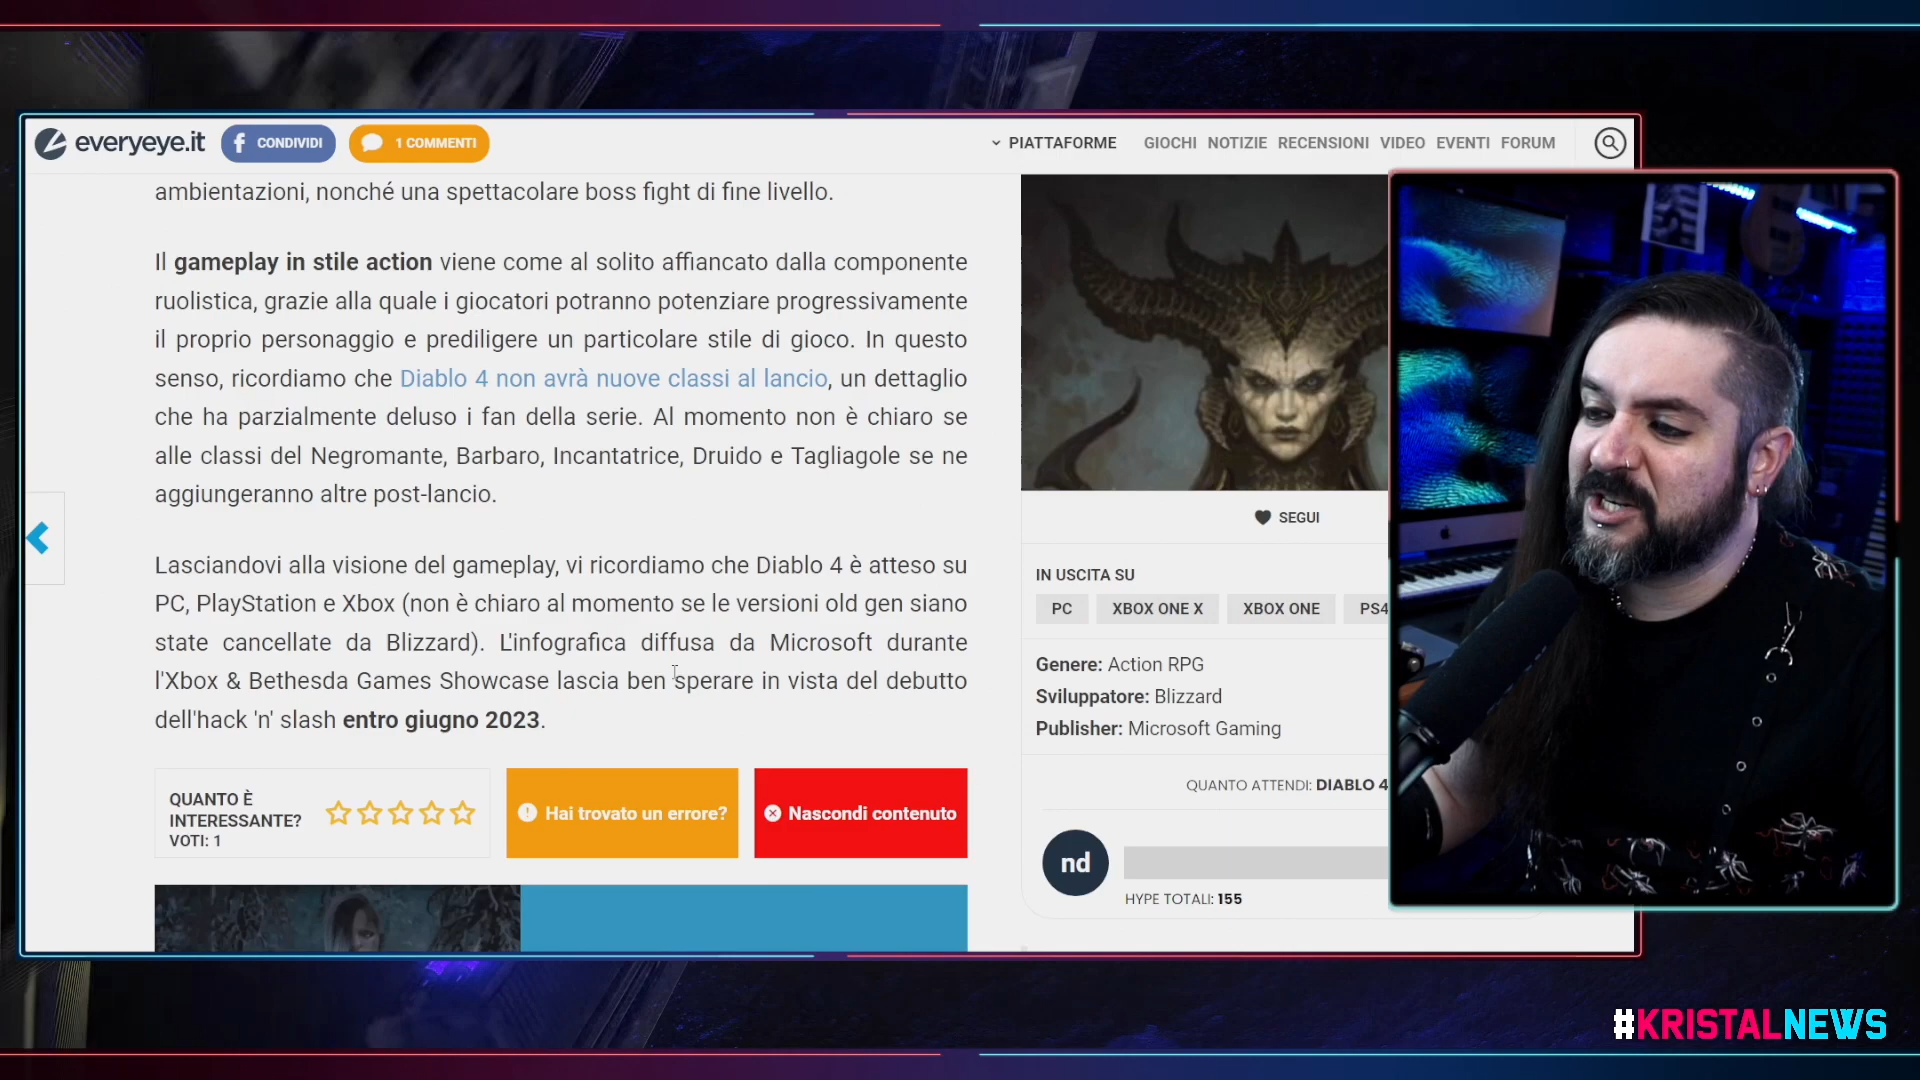 everyeye.it
CONDIVIDI
1 COMMENTI
PIATTAFORME
GIOCHI NOTIZIE RECENSIONI VIDEO EVENTI FORUM
ambientazioni, nonché una spettacolare boss fight di fine livello.
Il gameplay in stile action viene come al solito affiancato dalla componente
ruolistica, grazie alla quale i giocatori potranno potenziare progressivamente
il proprio personaggio e prediligere un particolare stile di gioco. In questo
senso, ricordiamo che Diablo 4 non avrà nuove classi al lancio, un dettaglio
che ha parzialmente deluso i fan della serie. Al momento non è chiaro se
alle classi del Negromante, Barbaro, Incantatrice, Druido e Tagliagole se ne
aggiungeranno altre post-lancio.
Lasciandovi alla visione del gameplay, vi ricordiamo che Diablo 4 è atteso su
PC, PlayStation e Xbox (non è chiaro al momento se le versioni old gen siano
state cancellate da Blizzard). L'infografica diffusa da Microsoft durante
l'Xbox & Bethesda Games Showcase lascia ben sperare in vista del debutto
dell'hack 'n' slash entro giugno 2023.
QUANTO È
INTERESSANTE?
VOTI: 1
Hai trovato un errore?
Nascondi contenuto
SEGUI
IN USCITA SU
PC
XBOX ONE X
XBOX ONE
PS4
Genere: Action RPG
Sviluppatore: Blizzard
Publisher: Microsoft Gaming
QUANTO ATTENDI: DIABLO 4
nd
HYPE TOTALI: 155
#KRISTALNEWS